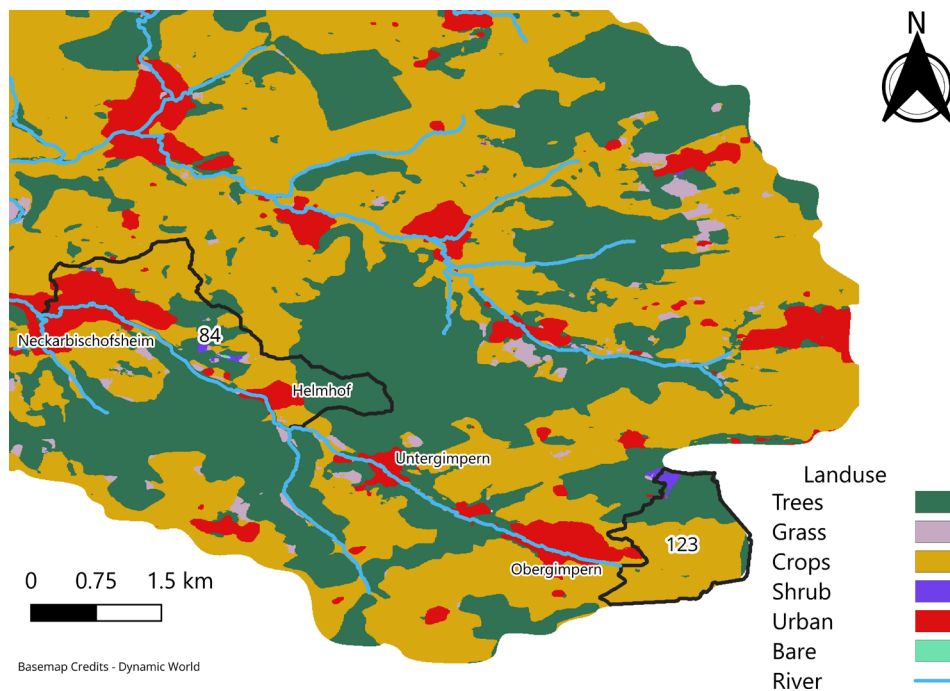 N
84
Neckarbischofsheim
Helmhof
Untergimpern
Obergimpern
123
Landuse
Trees
Grass
Crops
Shrub
Urban
Bare
River
0 0.75 1.5 km
Basemap Credits - Dynamic World